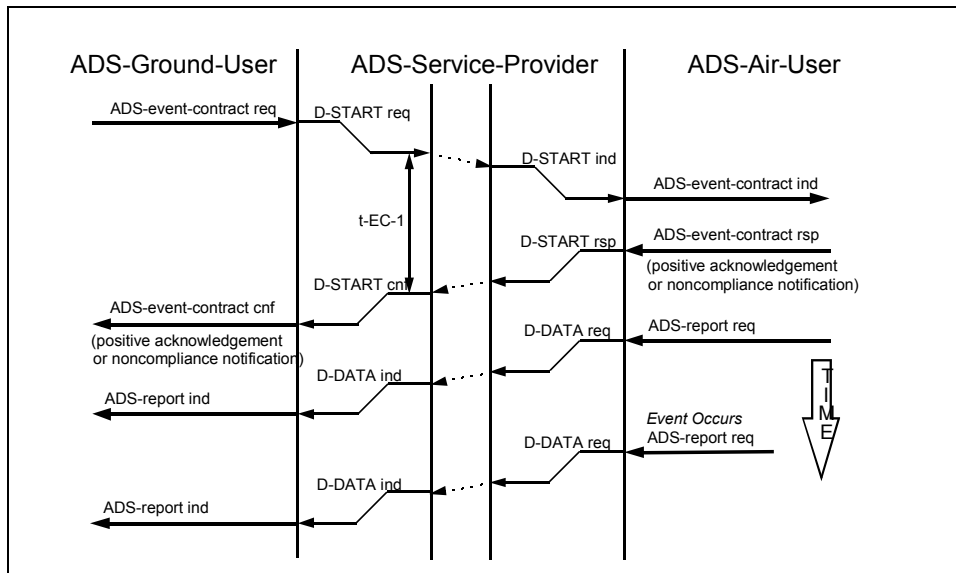 ADS-Ground-User
ADS-Service-Provider
ADS-Air-User
ADS-event-contract req
D-START req
D-START ind
ADS-event-contract ind
t-EC-1
D-START rsp
ADS-event-contract rsp
(positive acknowledgement
or noncompliance notification)
D-START cnf
ADS-event-contract cnf
(positive acknowledgement
or noncompliance notification)
D-DATA req
ADS-report req
D-DATA ind
ADS-report ind
TIME
Event Occurs
D-DATA req
ADS-report req
D-DATA ind
ADS-report ind